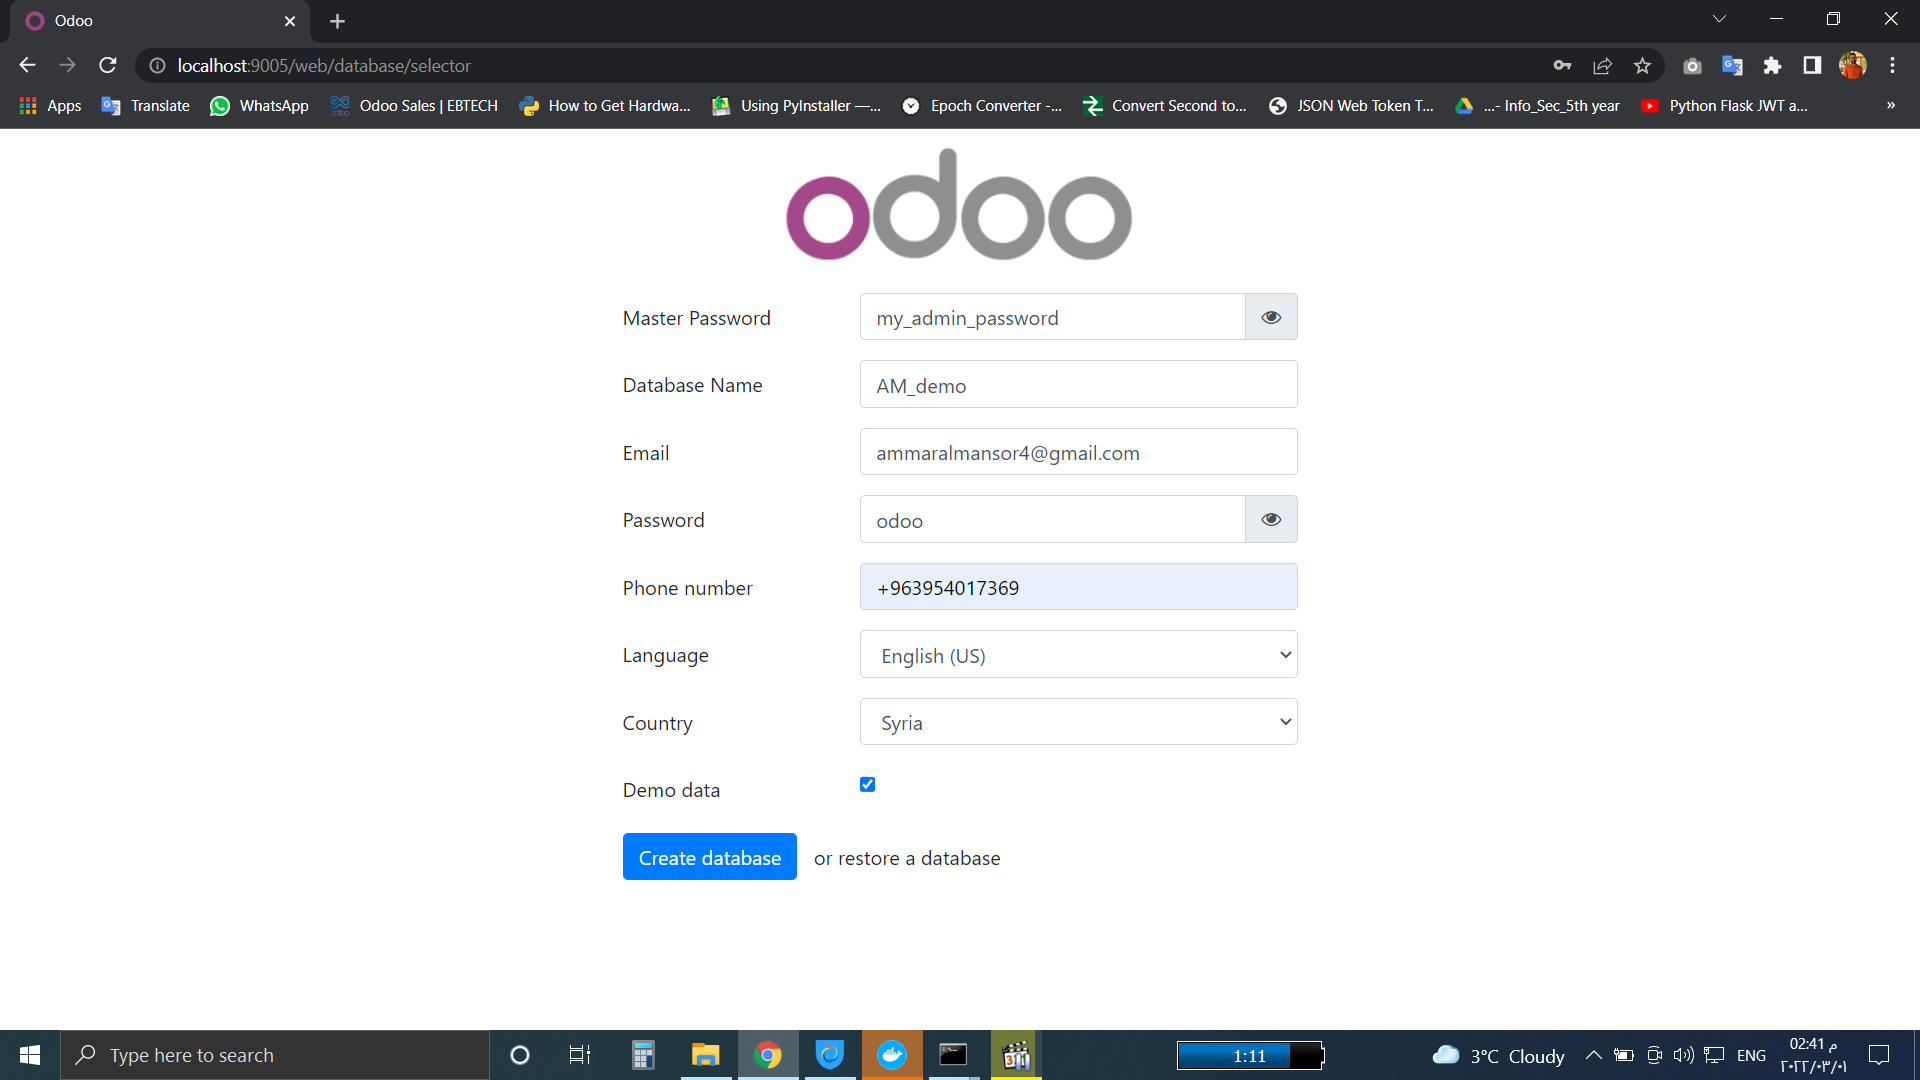 Odoo
localhost:9005/web/database/selector
Apps Translate WhatsApp Odoo Sales | EBTECH How to Get Hardwa... Using PyInstaller —... Epoch Converter -... Convert Second to... JSON Web Token T... ...- Info_Sec_5th year Python Flask JWT a... »
odoo
Master Password my_admin_password
Database Name AM_demo
Email ammaralmansor4@gmail.com
Password odoo
Phone number +963954017369
Language English (US)
Country Syria
Demo data
Create database or restore a database
Type here to search
1:11
3°C Cloudy
ENG
02:41 م
٢٠٢٢/٠٣/٠١